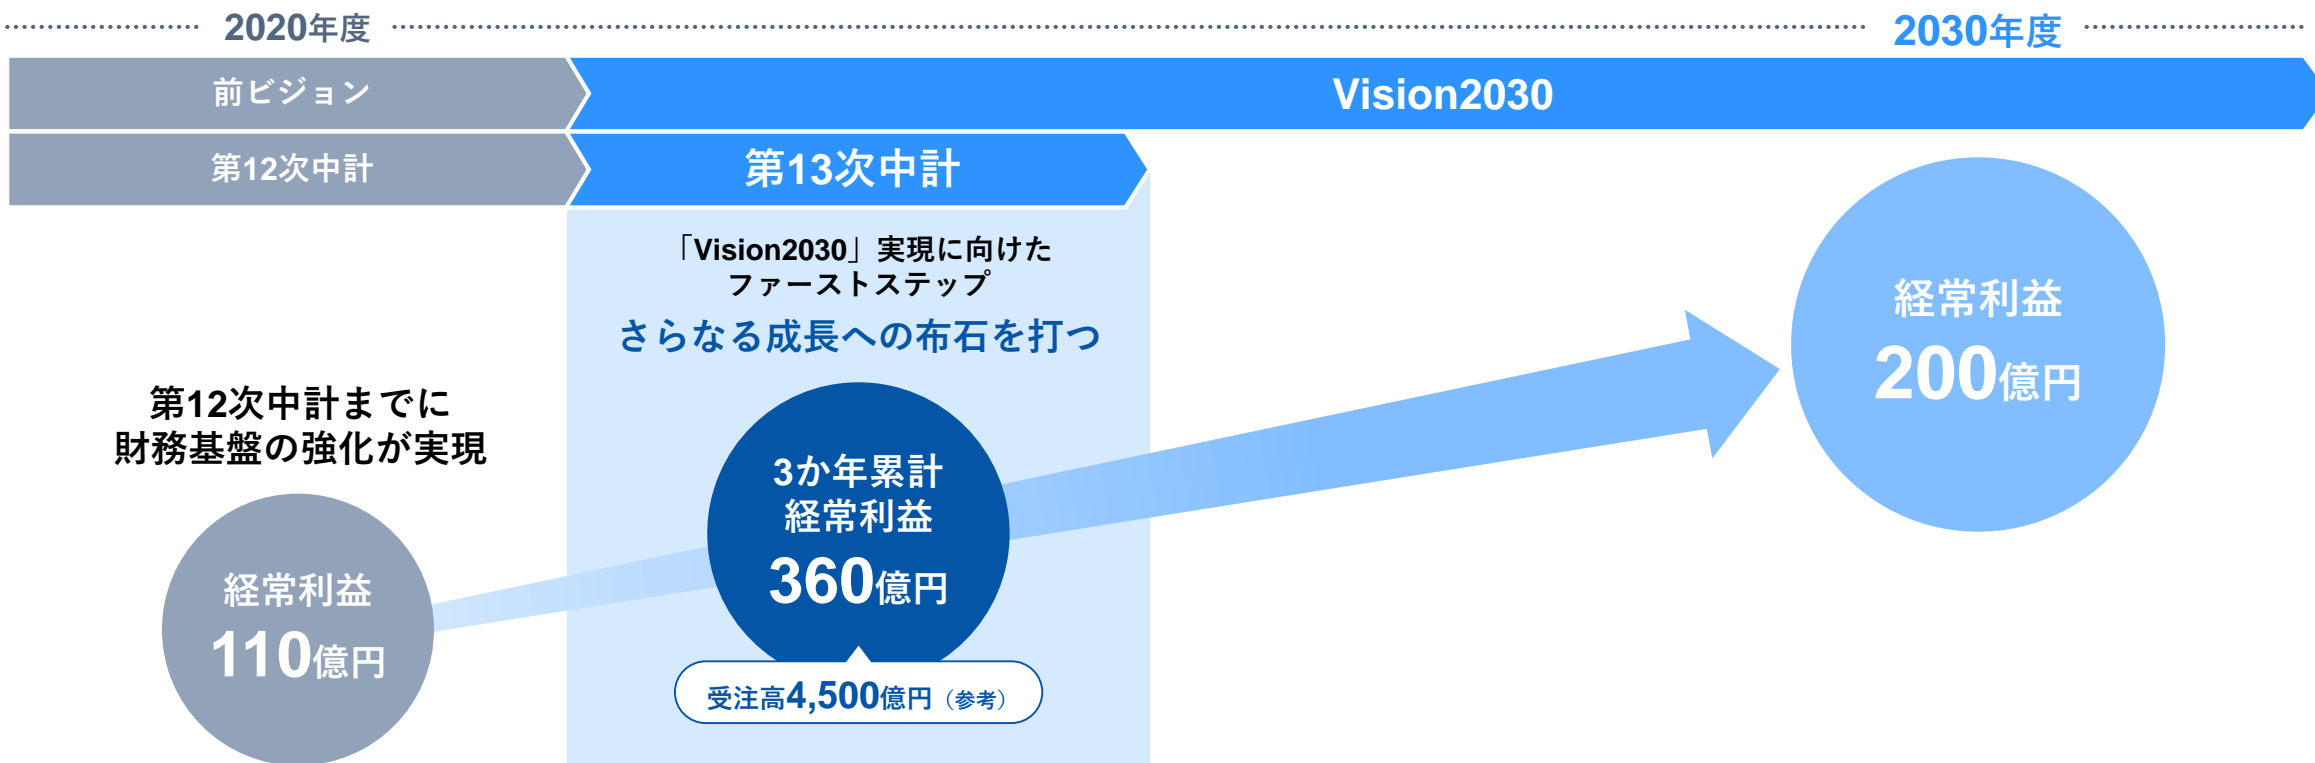 2020年度
2030年度
前ビジョン
Vision2030
第12次中計
第13次中計
「Vision2030」実現に向けた
ファーストステップ
さらなる成長への布石を打つ
第12次中計までに
財務基盤の強化が実現
経常利益
110億円
3か年累計
経常利益
360億円
受注高4,500億円（参考）
経常利益
200億円